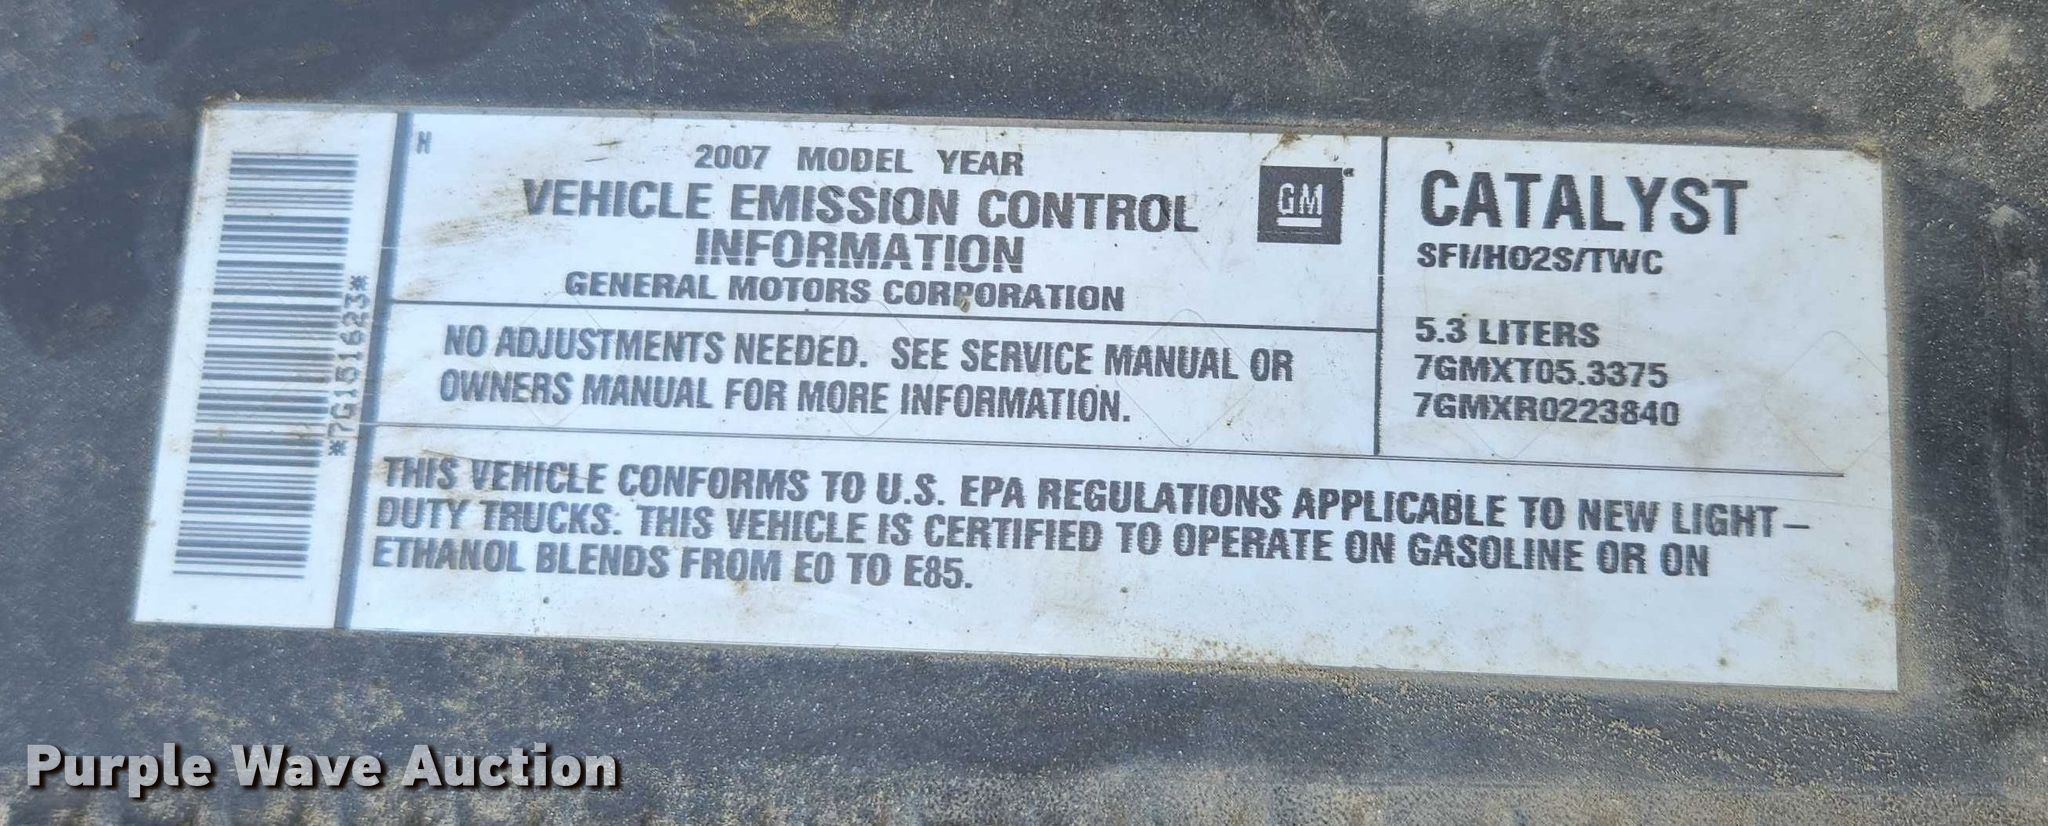 *7G151623*
H
2007 MODEL YEAR
VEHICLE EMISSION CONTROL
INFORMATION
GENERAL MOTORS CORPORATION
GM
NO ADJUSTMENTS NEEDED. SEE SERVICE MANUAL OR
OWNERS MANUAL FOR MORE INFORMATION.
CATALYST
SFI/HO2S/TWC
5.3 LITERS
7GMXT05.3375
7GMXR0223840
THIS VEHICLE CONFORMS TO U.S. EPA REGULATIONS APPLICABLE TO NEW LIGHT-
DUTY TRUCKS. THIS VEHICLE IS CERTIFIED TO OPERATE ON GASOLINE OR ON
ETHANOL BLENDS FROM E0 TO E85.
Purple Wave Auction